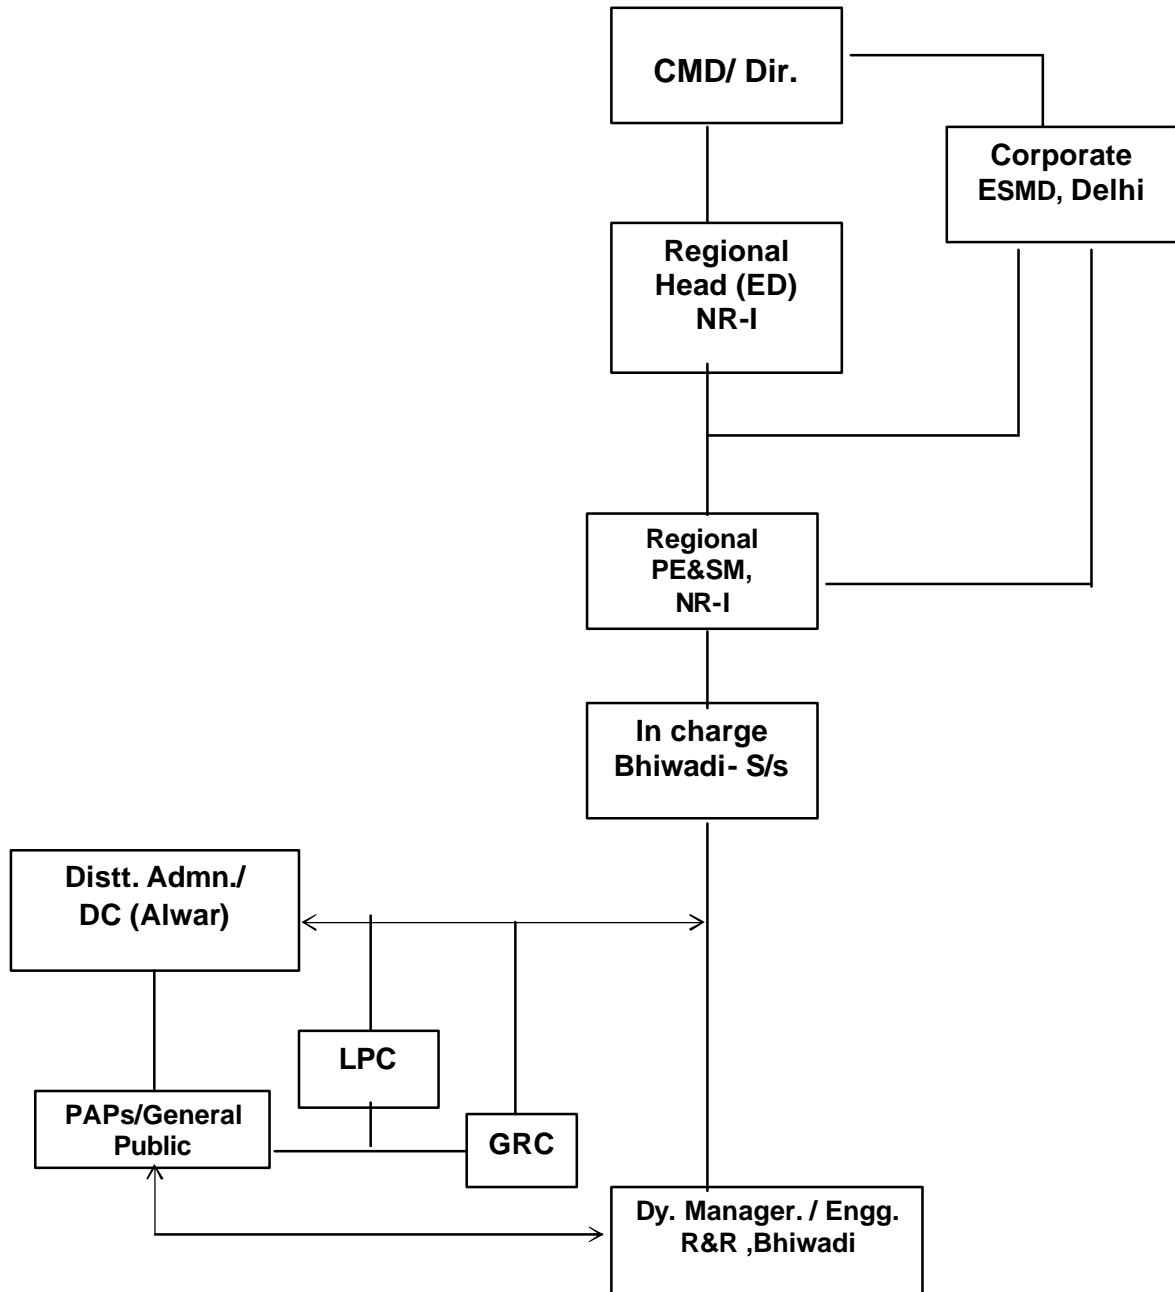 CMD/ Dir.
Corporate
ESMD, Delhi
Regional
Head (ED)
NR-I
Regional
PE&SM,
NR-I
In charge
Bhiwadi- S/s
Distt. Admn./
DC (Alwar)
LPC
PAPs/General
Public
GRC
Dy. Manager. / Engg.
R&R ,Bhiwadi